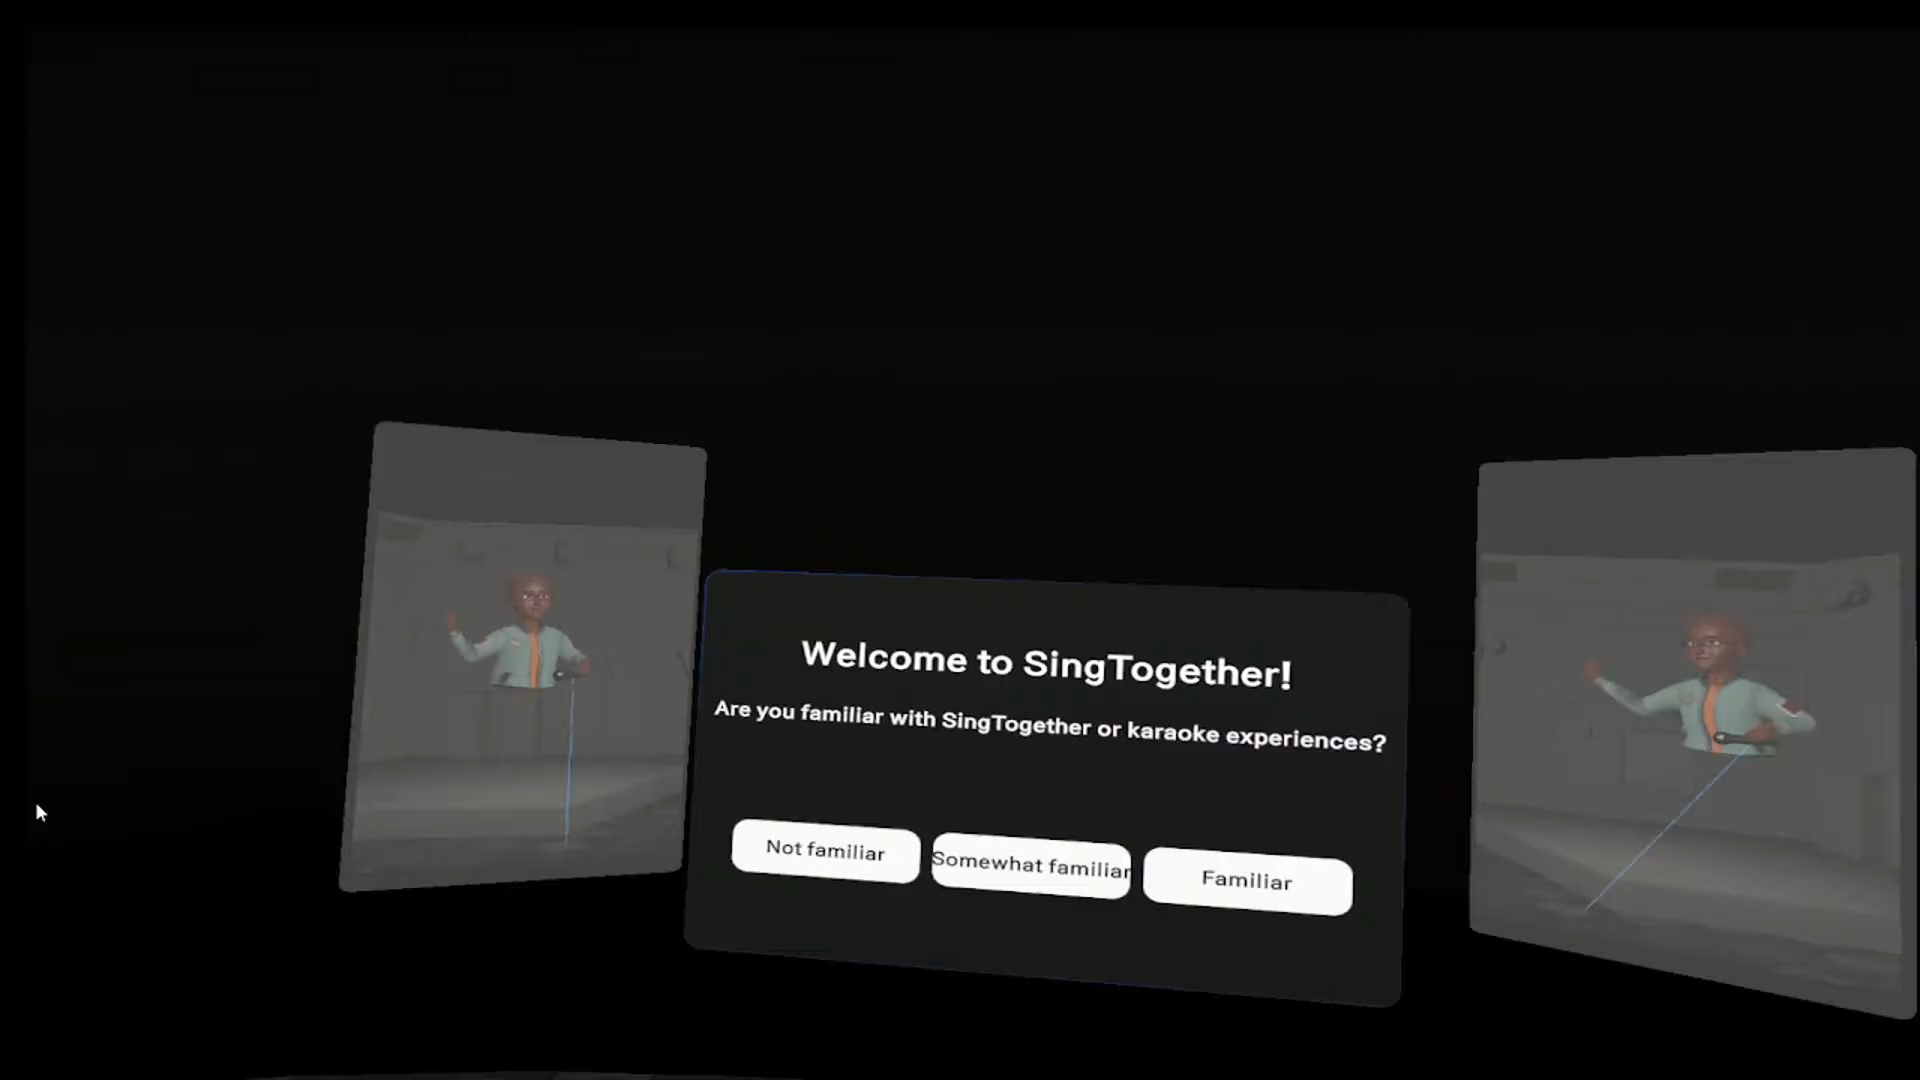 Welcome to SingTogether!
Are you familiar with SingTogether or karaoke experiences?
Not familiar
Somewhat familiar
Familiar